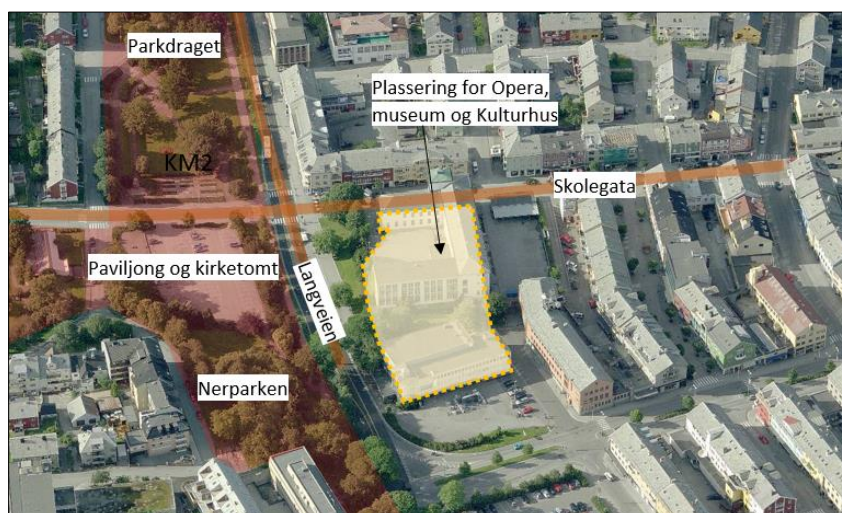 Parkdraget
Plassering for Opera,
museum og Kulturhus
KM2
Skolegata
Paviljong og kirketomt
Langveien
Nerparken